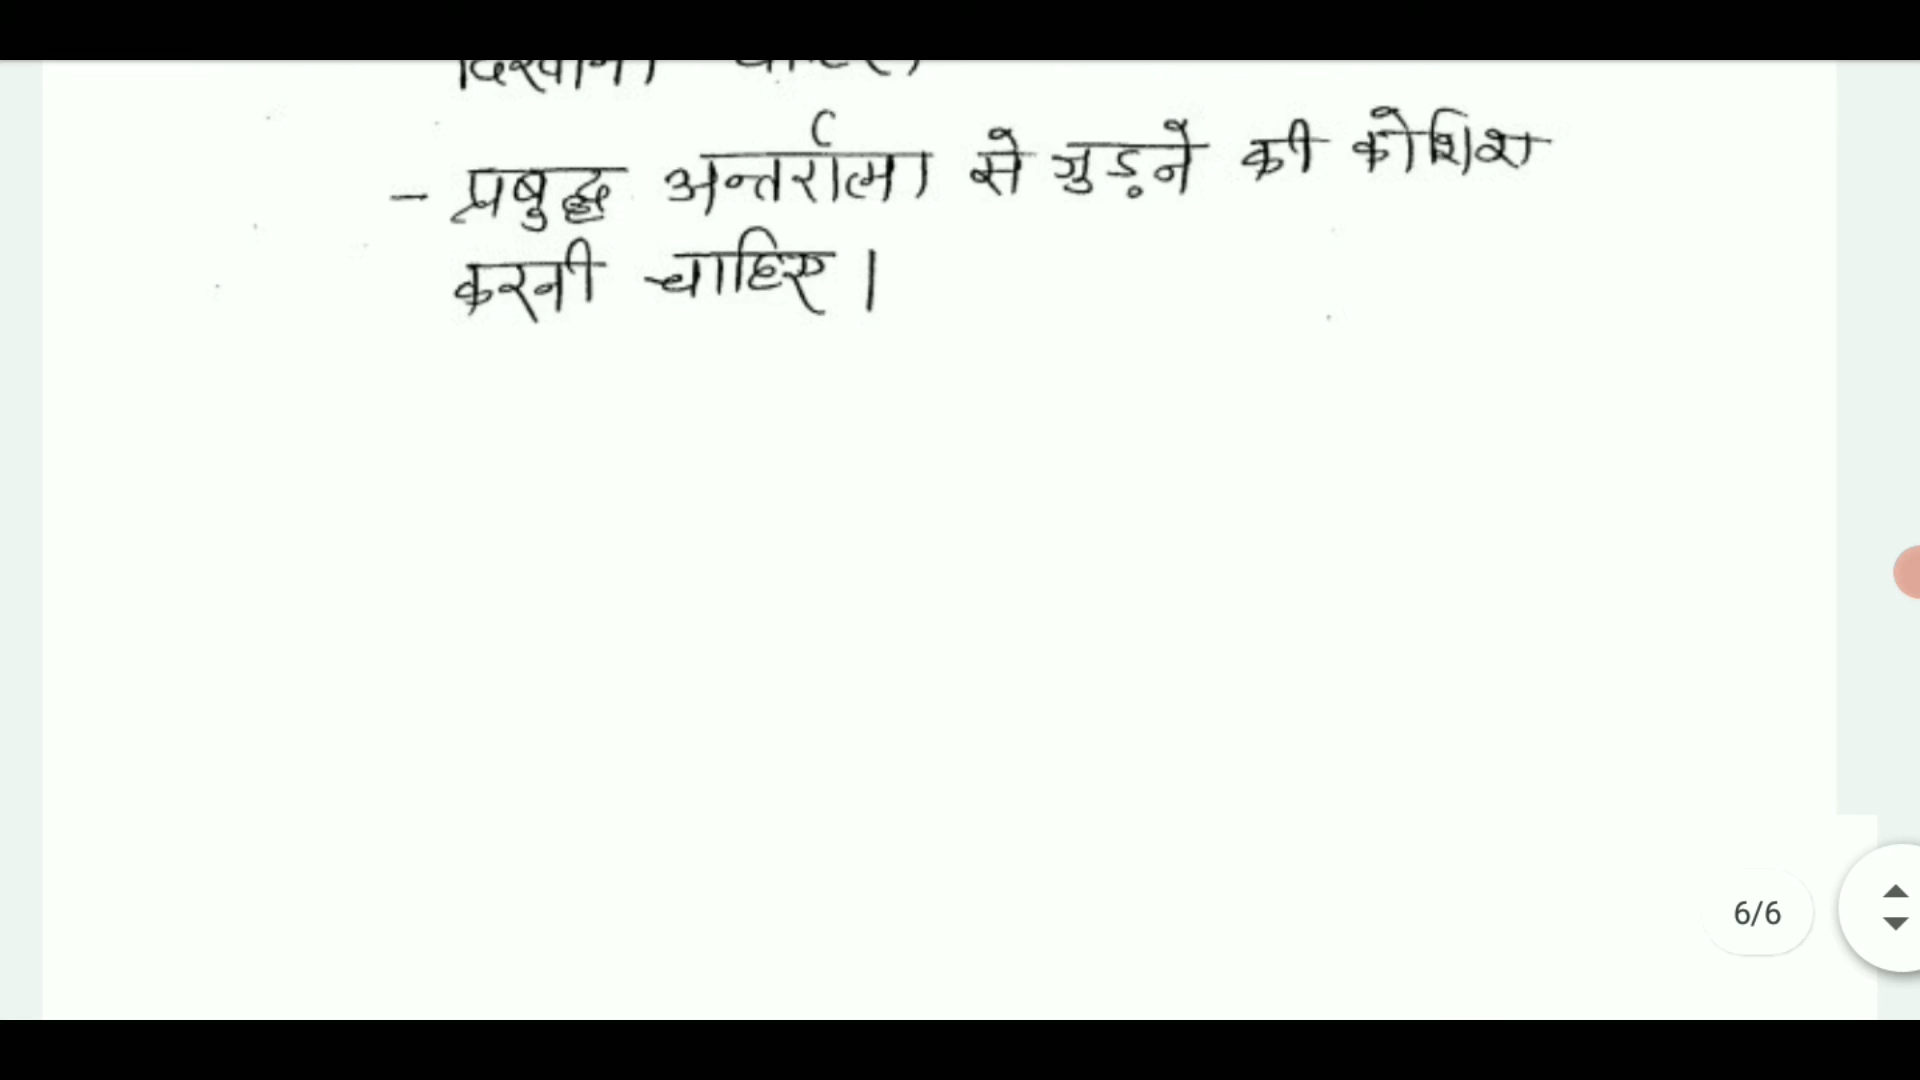 दिखाना चाहिए।
- प्रबुद्ध अन्तर्रात्मा से जुड़ने की कोशिश
करनी चाहिए।
6/6